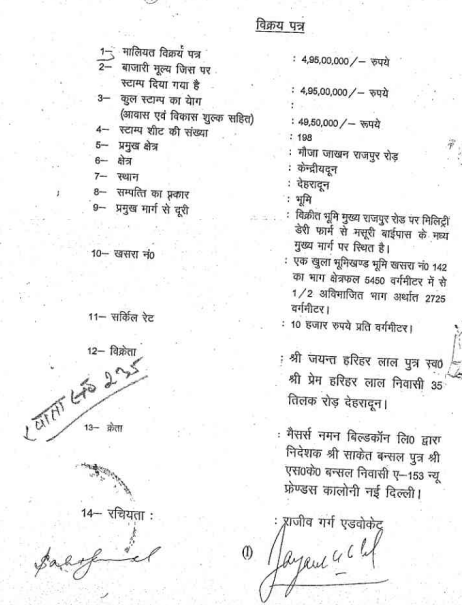 विक्रय पत्र
1– मालियत विक्रय पत्र : 4,95,00,000/– रुपये
2– बाजारी मूल्य जिस पर
स्टाम्प दिया गया है : 4,95,00,000/– रुपये
3– कुल स्टाम्प का येाग :
(आवास एवं विकास शुल्क सहित) : 49,50,000/– रूपये
4– स्टाम्प शीट की संख्या : 198
5– प्रमुख क्षेत्र : मौजा जाखन राजपुर रोड़
6– क्षेत्र : केन्द्रीयदून
7– स्थान : देहरादून
8– सम्पत्ति का प्रकार : भूमि
9– प्रमुख मार्ग से दूरी : विक्रीत भूमि मुख्य राजपुर रोड पर मिलिट्री
डेरी फार्म से मसूरी बाईपास के मध्य
मुख्य मार्ग पर स्थित है।
10– खसरा नं0 : एक खुला भूमिखण्ड भूमि खसरा नं0 142
का भाग क्षेत्रफल 5450 वर्गमीटर में से
1/2 अविभाजित भाग अर्थात 2725
वर्गमीटर।
11– सर्किल रेट : 10 हजार रुपये प्रति वर्गमीटर।
12– विक्रेता : श्री जयन्त हरिहर लाल पुत्र स्व0
श्री प्रेम हरिहर लाल निवासी 35
तिलक रोड़ देहरादून।
235
13– क्रेता : मैसर्स नमन बिल्डकॉन लि0 द्वारा
निदेशक श्री साकेत बन्सल पुत्र श्री
एस0के0 बन्सल निवासी ए–153 न्यू
फ्रेण्डस कालोनी नई दिल्ली।
14– रचियता : : राजीव गर्ग एडवोकेट
(1)